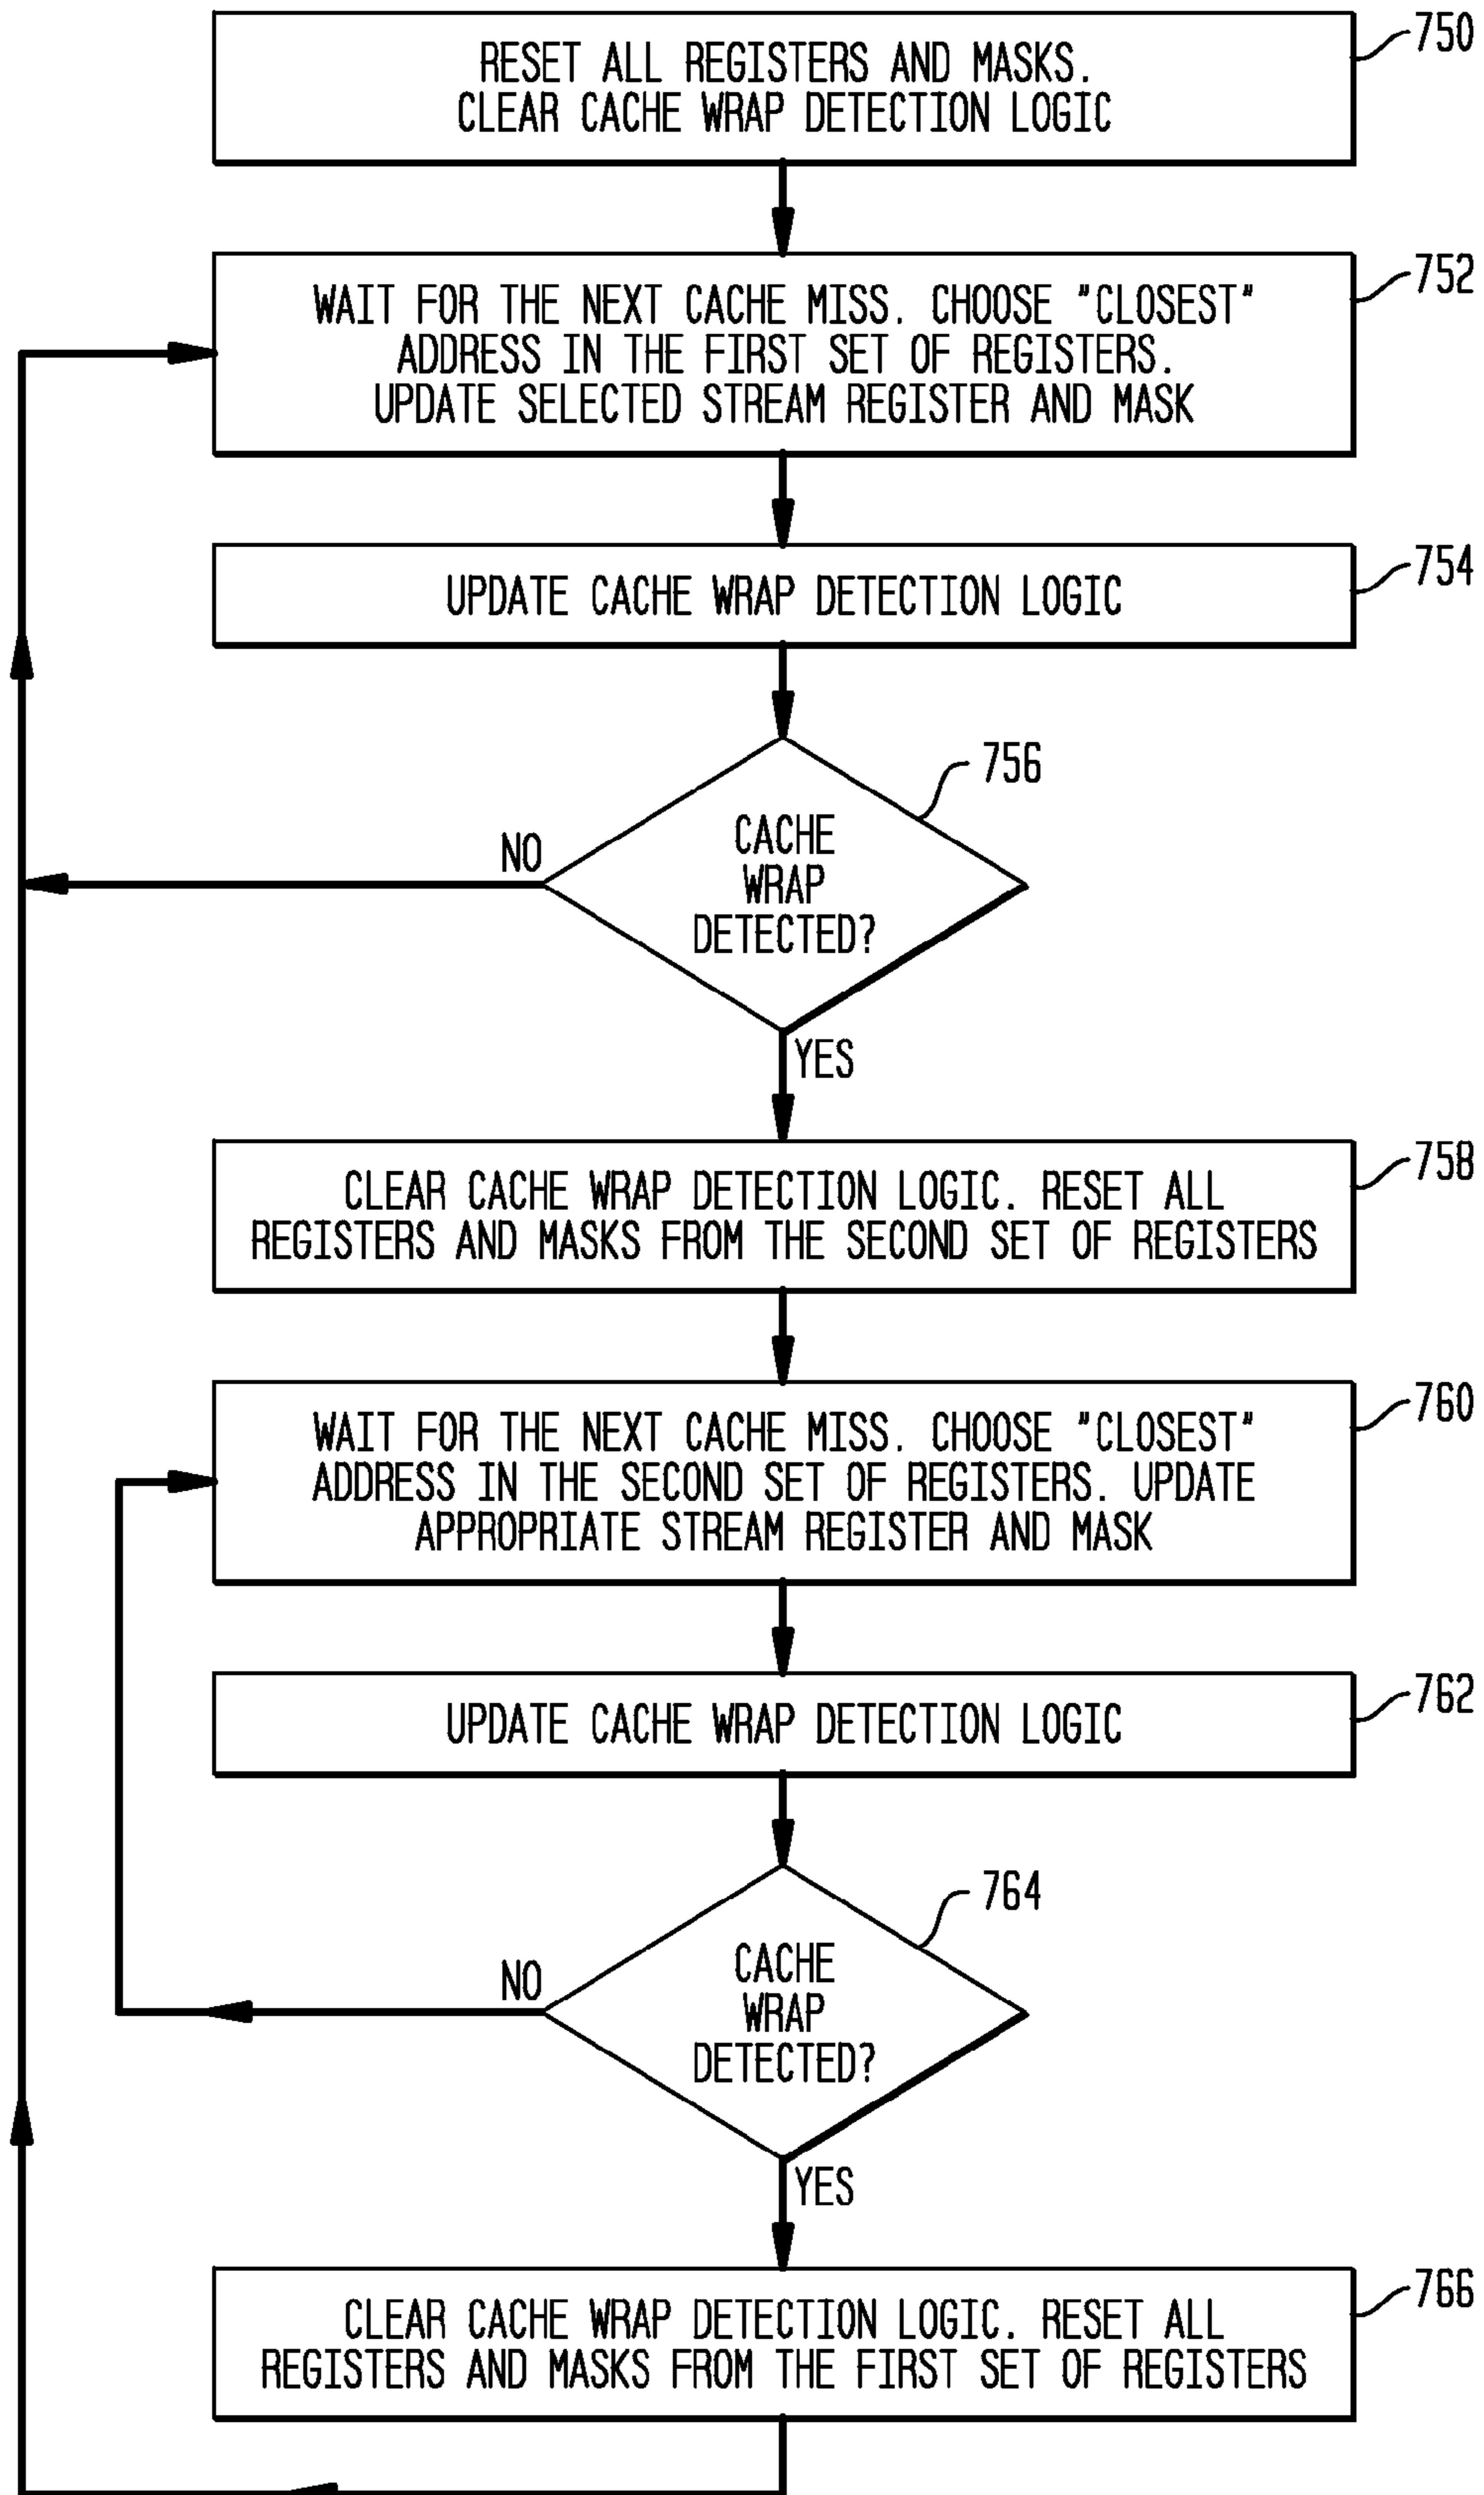 750
RESET ALL REGISTERS AND MASKS.
CLEAR CACHE WRAP DETECTION LOGIC
752
WAIT FOR THE NEXT CACHE MISS. CHOOSE "CLOSEST"
ADDRESS IN THE FIRST SET OF REGISTERS.
UPDATE SELECTED STREAM REGISTER AND MASK
754
UPDATE CACHE WRAP DETECTION LOGIC
756
CACHE
WRAP
DETECTED?
NO
YES
758
CLEAR CACHE WRAP DETECTION LOGIC. RESET ALL
REGISTERS AND MASKS FROM THE SECOND SET OF REGISTERS
760
WAIT FOR THE NEXT CACHE MISS. CHOOSE "CLOSEST"
ADDRESS IN THE SECOND SET OF REGISTERS. UPDATE
APPROPRIATE STREAM REGISTER AND MASK
762
UPDATE CACHE WRAP DETECTION LOGIC
764
CACHE
WRAP
DETECTED?
NO
YES
766
CLEAR CACHE WRAP DETECTION LOGIC. RESET ALL
REGISTERS AND MASKS FROM THE FIRST SET OF REGISTERS